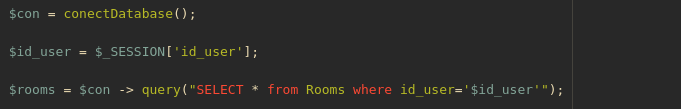 $con = conectDatabase();
$id_user = $_SESSION['id_user'];
$rooms = $con -> query("SELECT * from Rooms where id_user='$id_user'");